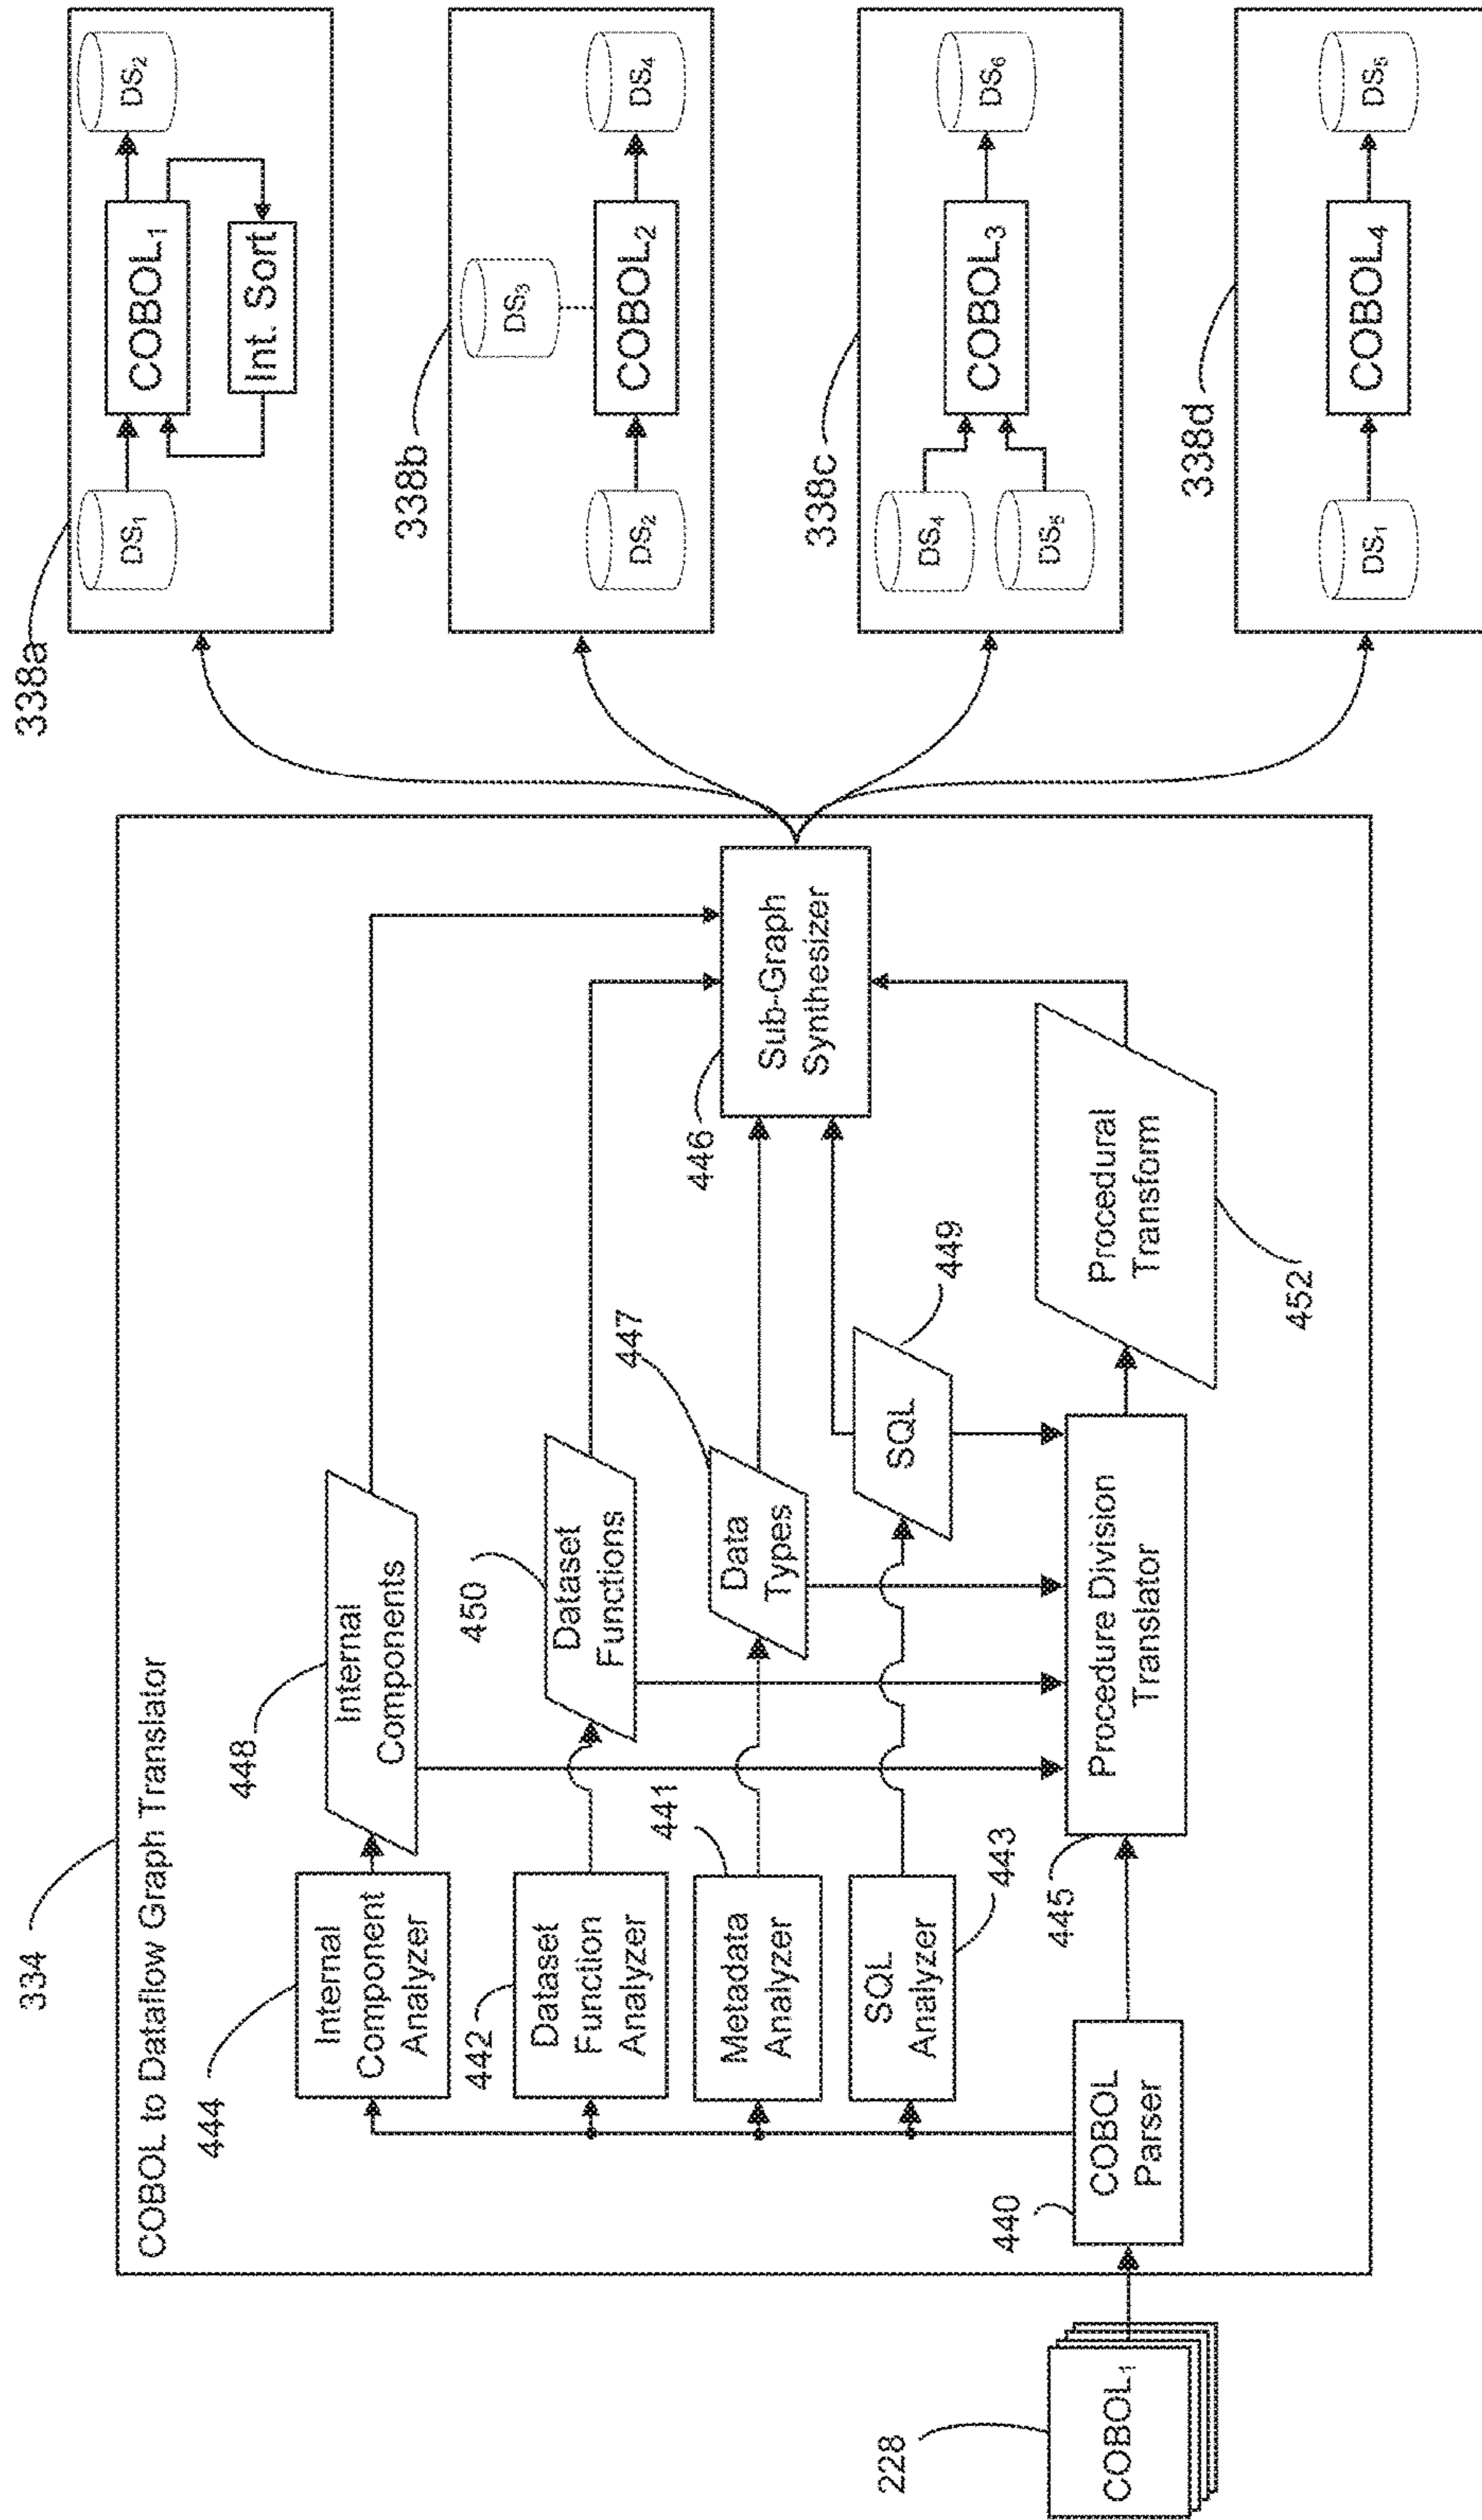 334
COBOL to Dataflow Graph Translator
444
Internal
Component
Analyzer
448
Internal
Components
442
Dataset
Function
Analyzer
450
Dataset
Functions
441
Metadata
Analyzer
447
Data
Types
443
SQL
Analyzer
449
SQL
446
Sub-Graph
Synthesizer
228
COBOL₁
440
COBOL
Parser
445
Procedure Division
Translator
452
Procedural
Transform
338a
DS₁
COBOL₁
Int. Sort
DS₂
338b
DS₂
DS₃
COBOL₂
DS₄
338c
DS₄
DS₅
COBOL₃
DS₆
338d
DS₁
COBOL₄
DS₅